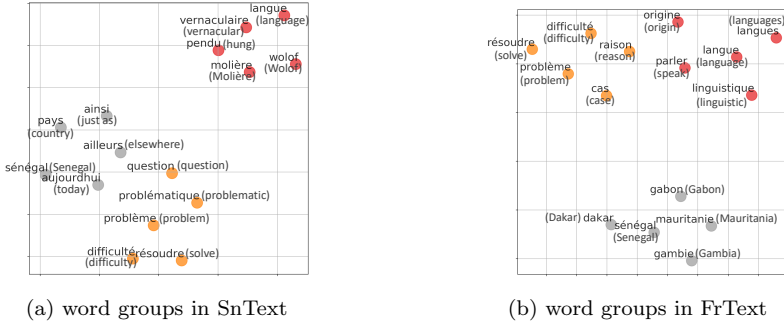 langue
(language)
vernaculaire
(vernacular)
pendu (hung)
wolof
(Wolof)
molière
(Molière)
ainsi
(just as)
pays
(country)
ailleurs (elsewhere)
sénégal (Senegal)
aujourdhui
(today)
question (question)
problématique (problematic)
problème (problem)
difficulté
(difficulty)
résoudre (solve)
(a) word groups in SnText
origine
(origin)
(languages)
langues
difficulté
(difficulty)
résoudre
(solve)
raison
(reason)
langue
(language)
problème
(problem)
parler
(speak)
cas
(case)
linguistique
(linguistic)
gabon (Gabon)
(Dakar) dakar
sénégal
(Senegal)
mauritanie (Mauritania)
gambie (Gambia)
(b) word groups in FrText